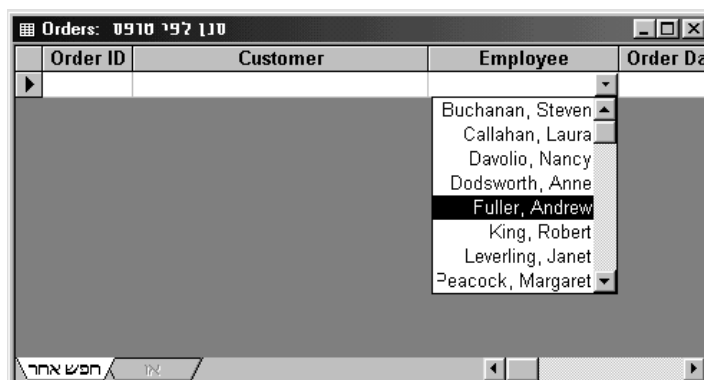 Orders: סנן לפי טופס
Order ID Customer Employee Order Da
Buchanan, Steven
Callahan, Laura
Davolio, Nancy
Dodsworth, Anne
Fuller, Andrew
King, Robert
Leverling, Janet
Peacock, Margaret
חפש אחר או